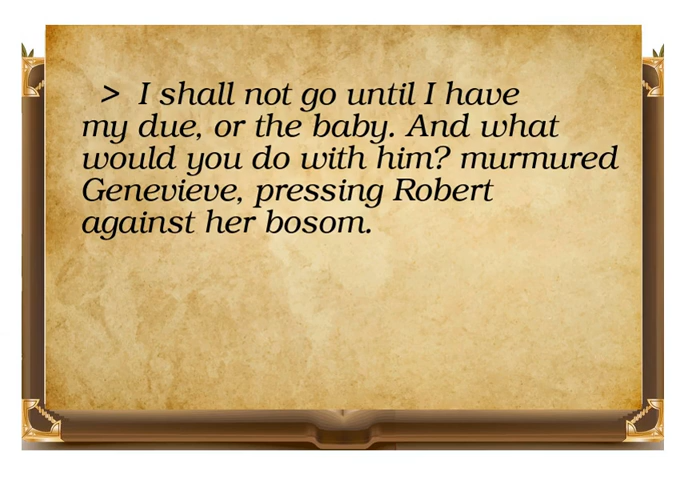 > I shall not go until I have
my due, or the baby. And what
would you do with him? murmured
Genevieve, pressing Robert
against her bosom.